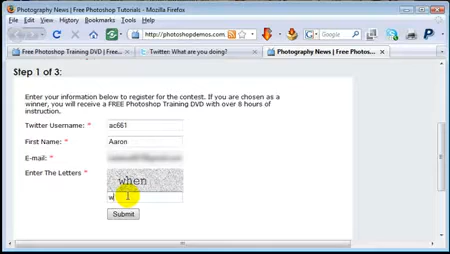 Photography News | Free Photoshop Tutorials - Mozilla Firefox
File Edit View History Bookmarks Tools Help
http://photoshopdemos.com
Google
Free Photoshop Training DVD | Free...
Twitter: What are you doing?
Photography News | Free Photos...
Step 1 of 3:
Enter your information below to register for the contest. If you are chosen as a
winner, you will receive a FREE Photoshop Training DVD with over 8 hours of
instruction.
Twitter Username: * ac661
First Name: * Aaron
E-mail: *
Enter The Letters * when
w
Submit